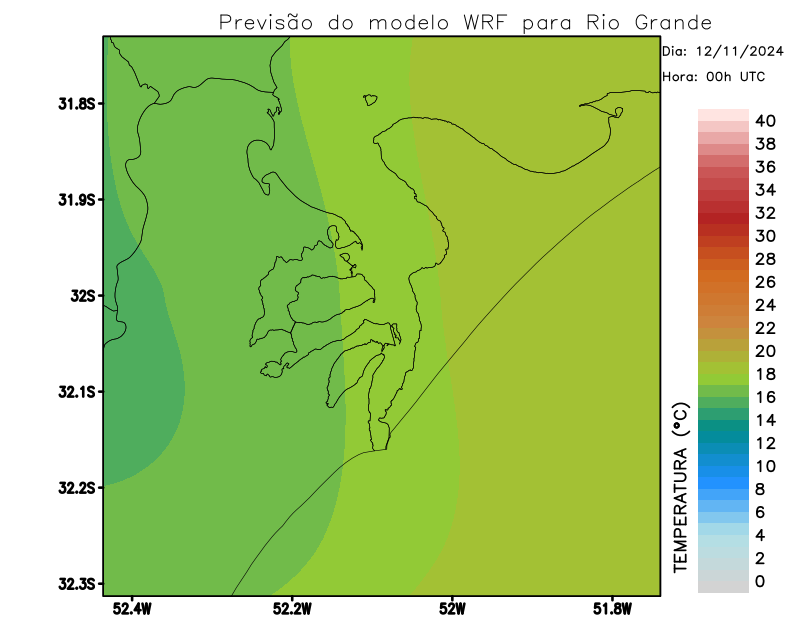 Previsão do modelo WRF para Rio Grande
Dia: 12/11/2024
Hora: 00h UTC
31.8S
31.9S
32S
32.1S
32.2S
32.3S
52.4W
52.2W
52W
51.8W
TEMPERATURA (°C)
40
38
36
34
32
30
28
26
24
22
20
18
16
14
12
10
8
6
4
2
0